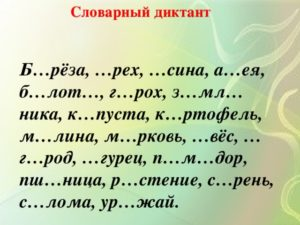 Словарный диктант
Б…рёза, …рех, …сина, а…ея,
б…лот…, г…рох, з…мл…
ника, к…пуста, к…ртофель,
м…лина, м…рковь, …вёс, …
г…род, …гурец, п…м…дор,
пш…ница, р…стение, с…рень,
с…лома, ур…жай.